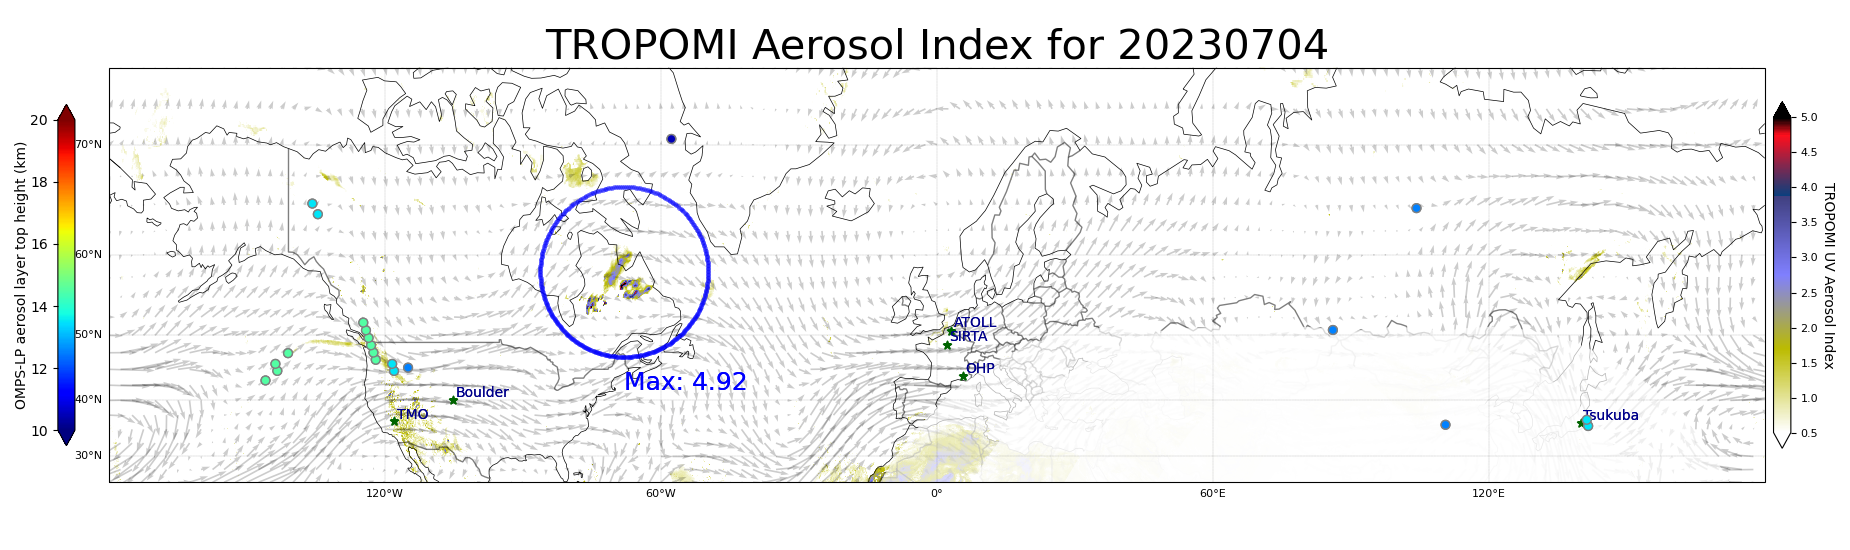 TROPOMI Aerosol Index for 20230704
OMPS-LP aerosol layer top height (km)
20
18
16
14
12
10
70°N
60°N
50°N
40°N
30°N
120°W
60°W
0°
60°E
120°E
ATOLL
SIRTA
OHP
Boulder
TMO
Tsukuba
Max: 4.92
5.0
4.5
4.0
3.5
3.0
2.5
2.0
1.5
1.0
0.5
TROPOMI UV Aerosol Index